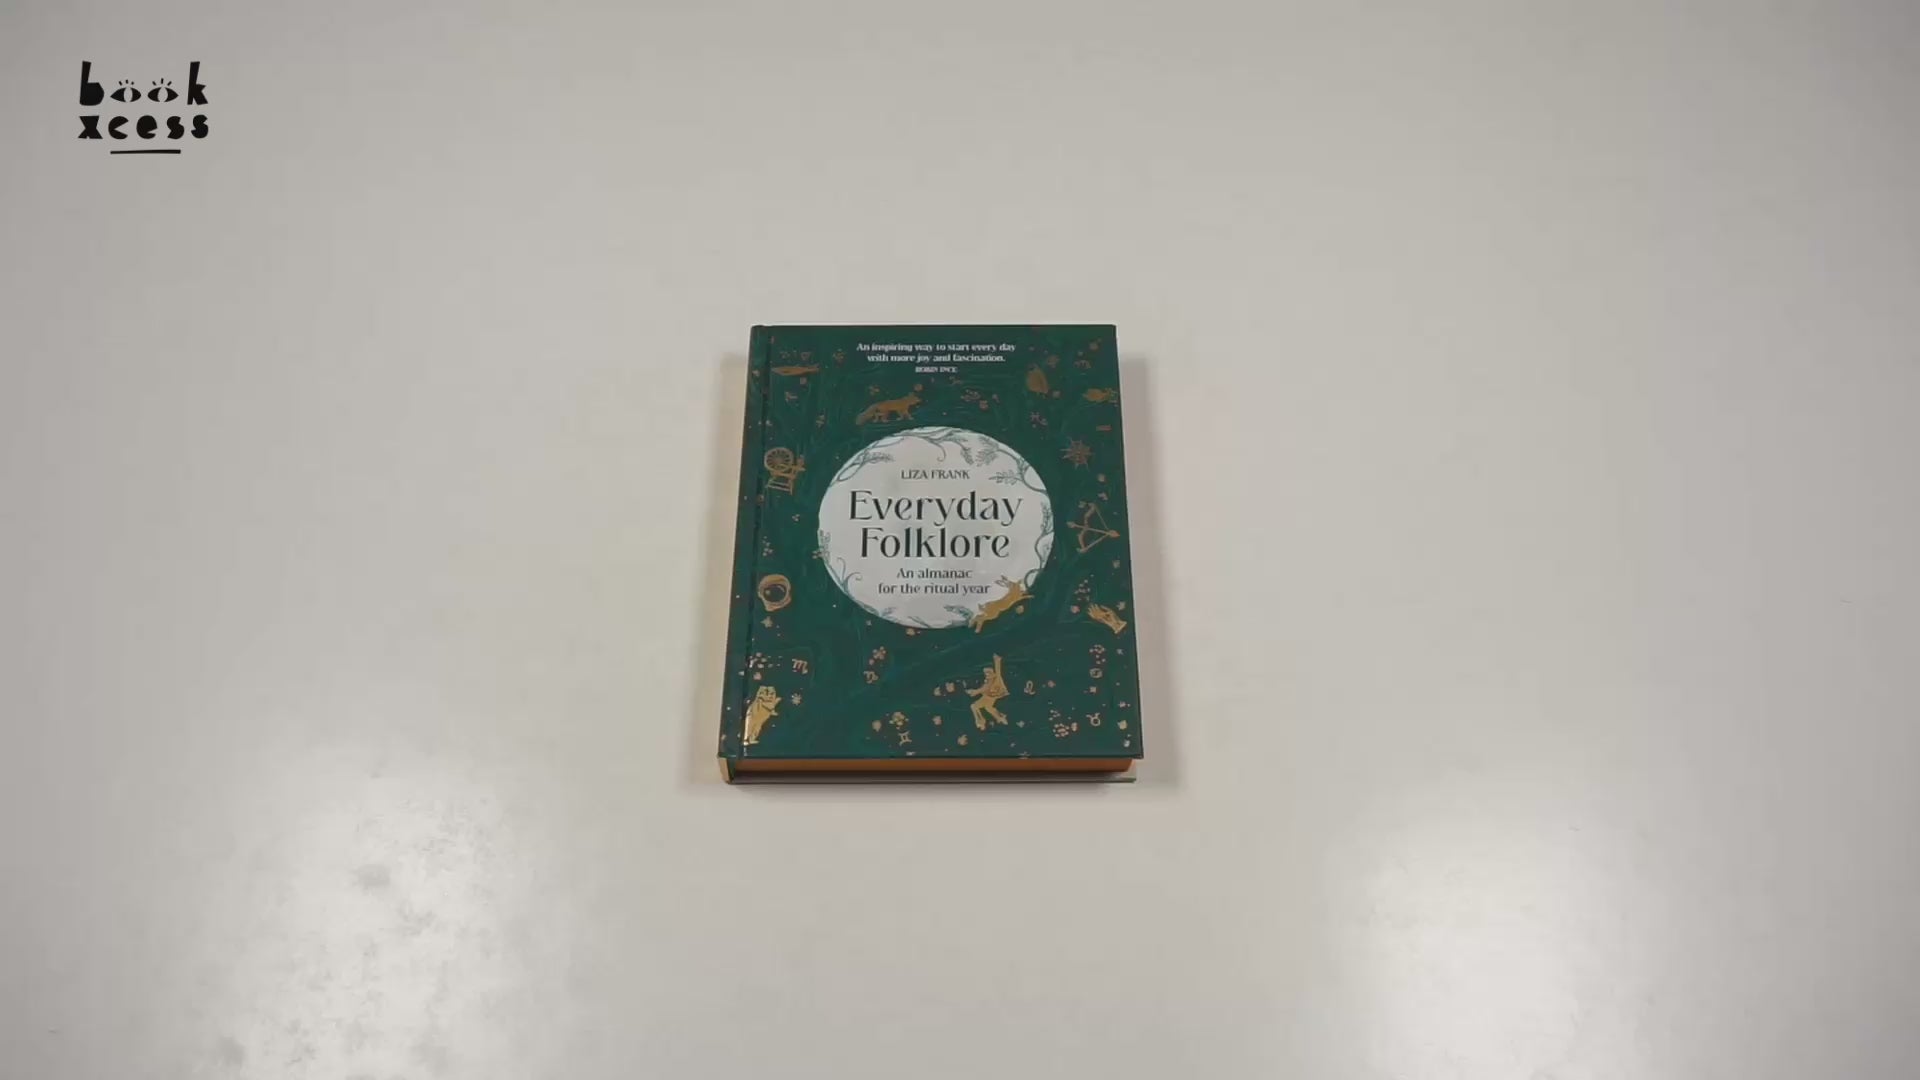 book
xcess
An inspiring way to start every day
with more joy and fascination.
ROBIN INCE
LIZA FRANK
Everyday
Folklore
An almanac
for the ritual year